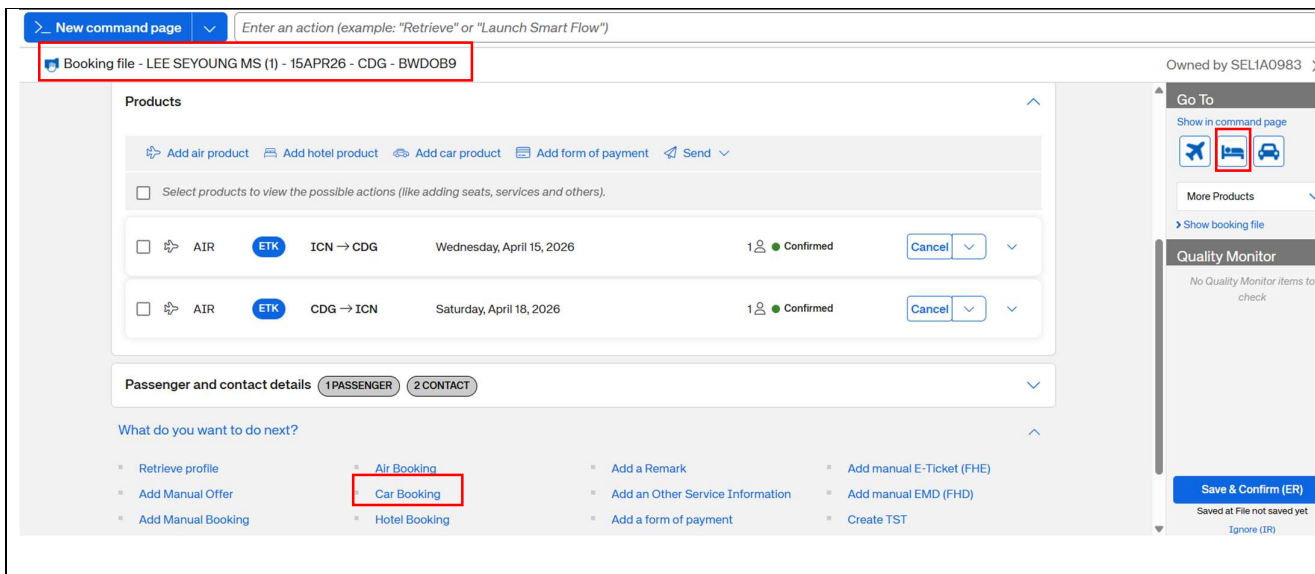 >_ New command page
Enter an action (example: "Retrieve" or "Launch Smart Flow")
Booking file - LEE SEYOUNG MS (1) - 15APR26 - CDG - BWDOB9
Owned by SEL1A0983 >
Products
Add air product Add hotel product Add car product Add form of payment Send
Select products to view the possible actions (like adding seats, services and others).
AIR ETK ICN → CDG Wednesday, April 15, 2026 1 Confirmed Cancel
AIR ETK CDG → ICN Saturday, April 18, 2026 1 Confirmed Cancel
Passenger and contact details 1 PASSENGER 2 CONTACT
What do you want to do next?
Retrieve profile Air Booking Add a Remark Add manual E-Ticket (FHE)
Add Manual Offer Car Booking Add an Other Service Information Add manual EMD (FHD)
Add Manual Booking Hotel Booking Add a form of payment Create TST
Go To
Show in command page
More Products
> Show booking file
Quality Monitor
No Quality Monitor items to
check
Save & Confirm (ER)
Saved at File not saved yet
Ignore (IR)